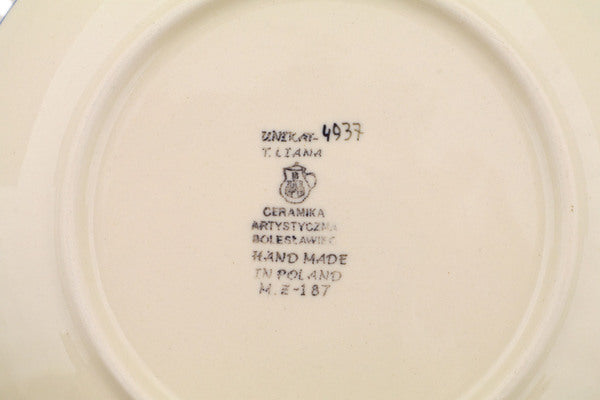 UNIKAT- 4937
T. LIANA
CERAMIKA
ARTYSTYCZNA
BOLESŁAWIEC
HAND MADE
IN POLAND
M.Z-187